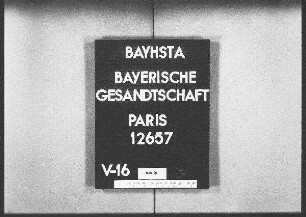 BAYHSTA
BAYERISCHE
GESANDTSCHAFT
PARIS
12657
V-16